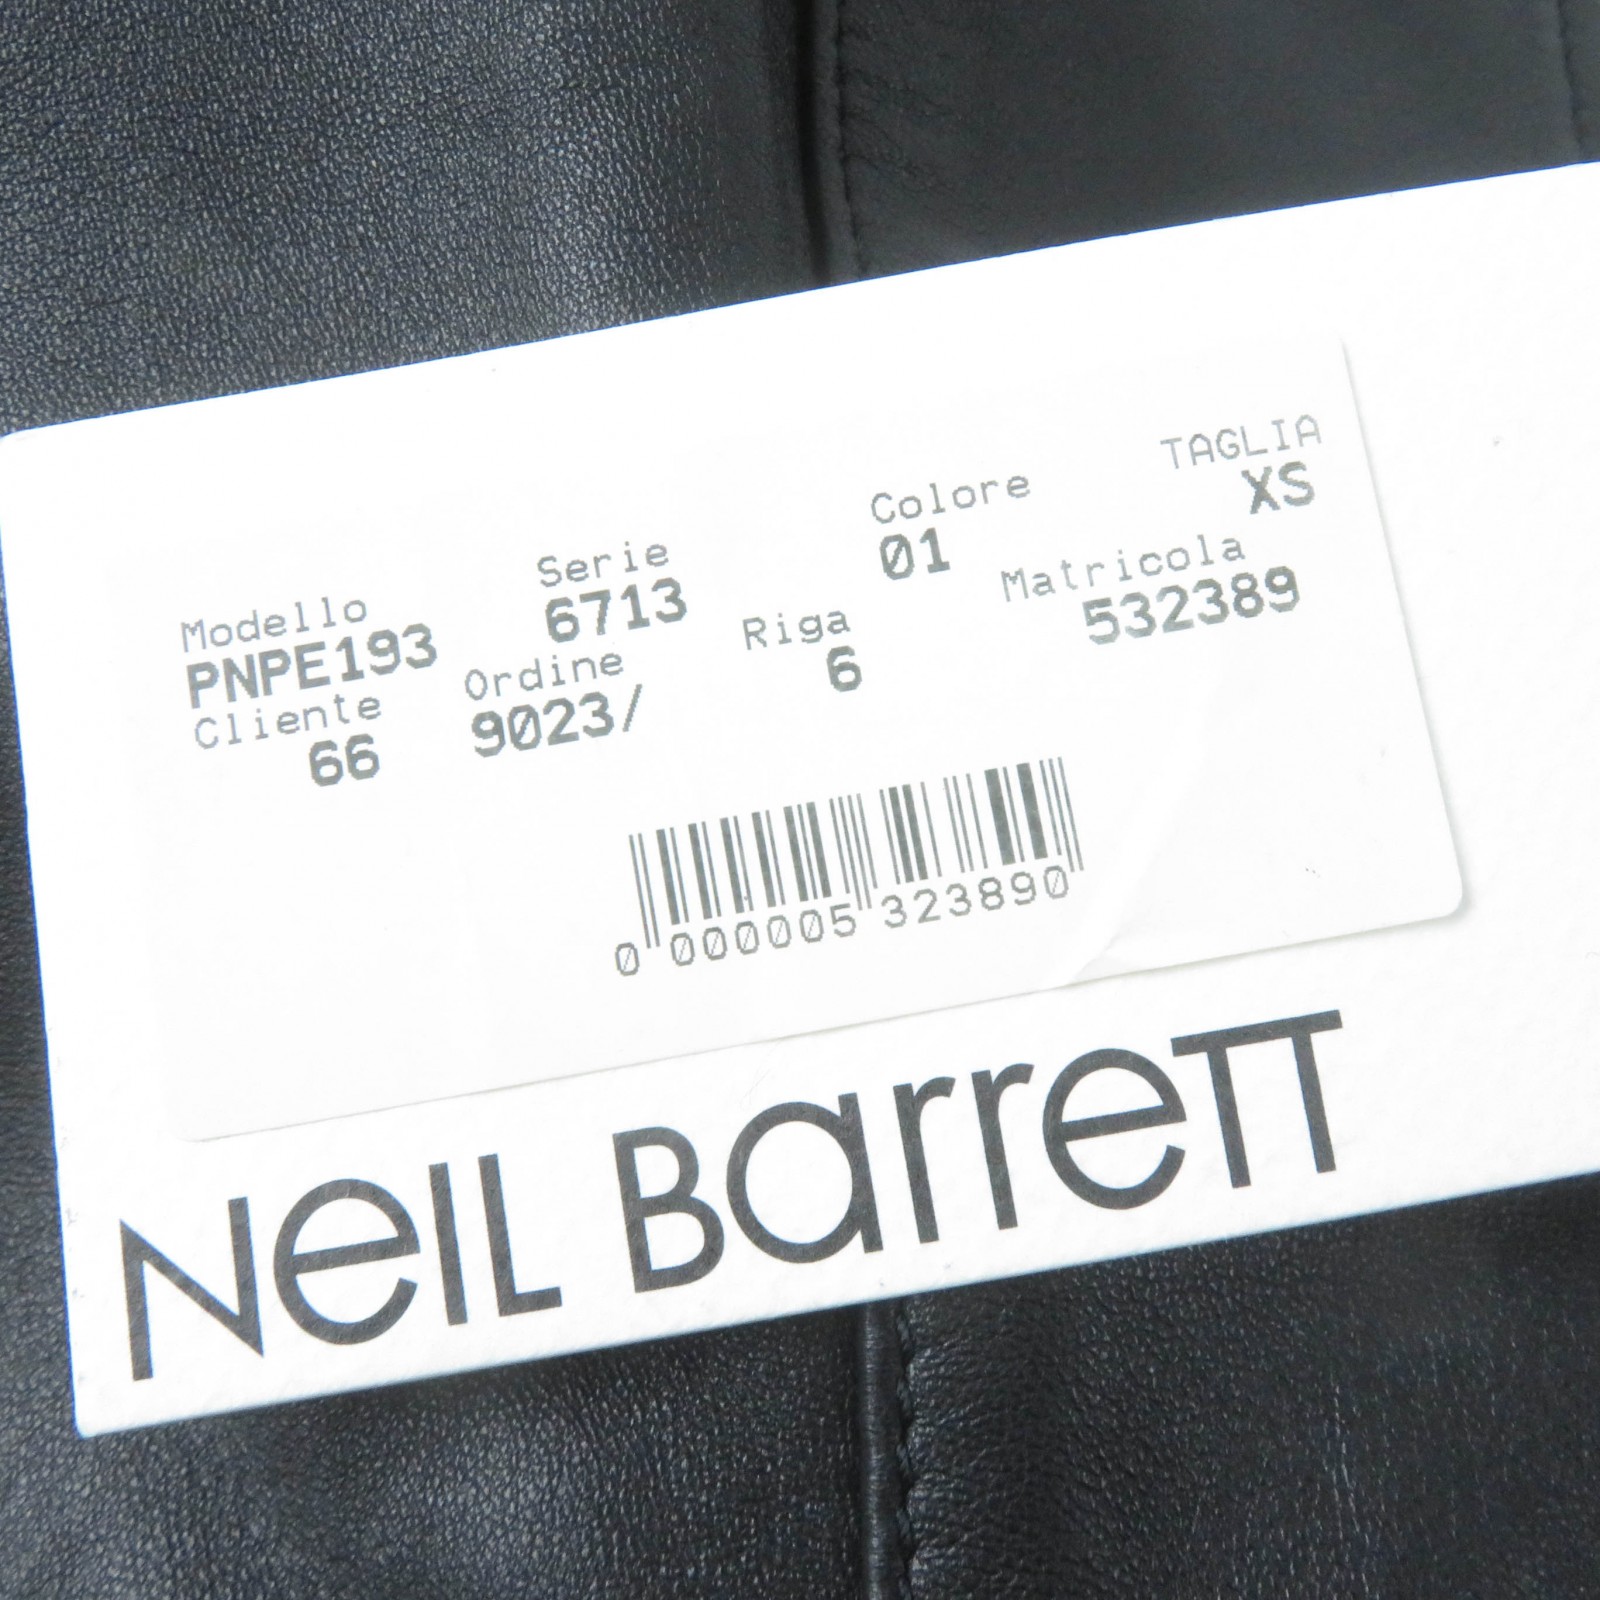 Modello Serie Colore TAGLIA
PNPE193 6713 01 XS
Cliente Ordine Riga Matricola
66 9023/ 6 532389
0 000005 323890
Neil Barrett